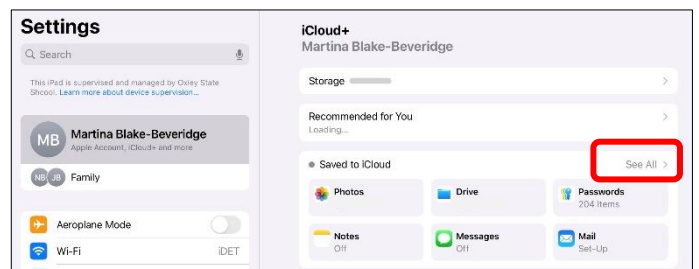 Settings
Search
This iPad is supervised and managed by Oxley State
Shcool. Learn more about device supervision...
MB
Martina Blake-Beveridge
Apple Account, iCloud+ and more
NB JB Family
Aeroplane Mode
Wi-Fi iDET
iCloud+
Martina Blake-Beveridge
Storage
Recommended for You
Loading...
Saved to iCloud See All
Photos Drive Passwords
204 Items
Notes Messages Mail
Off Off Set-Up